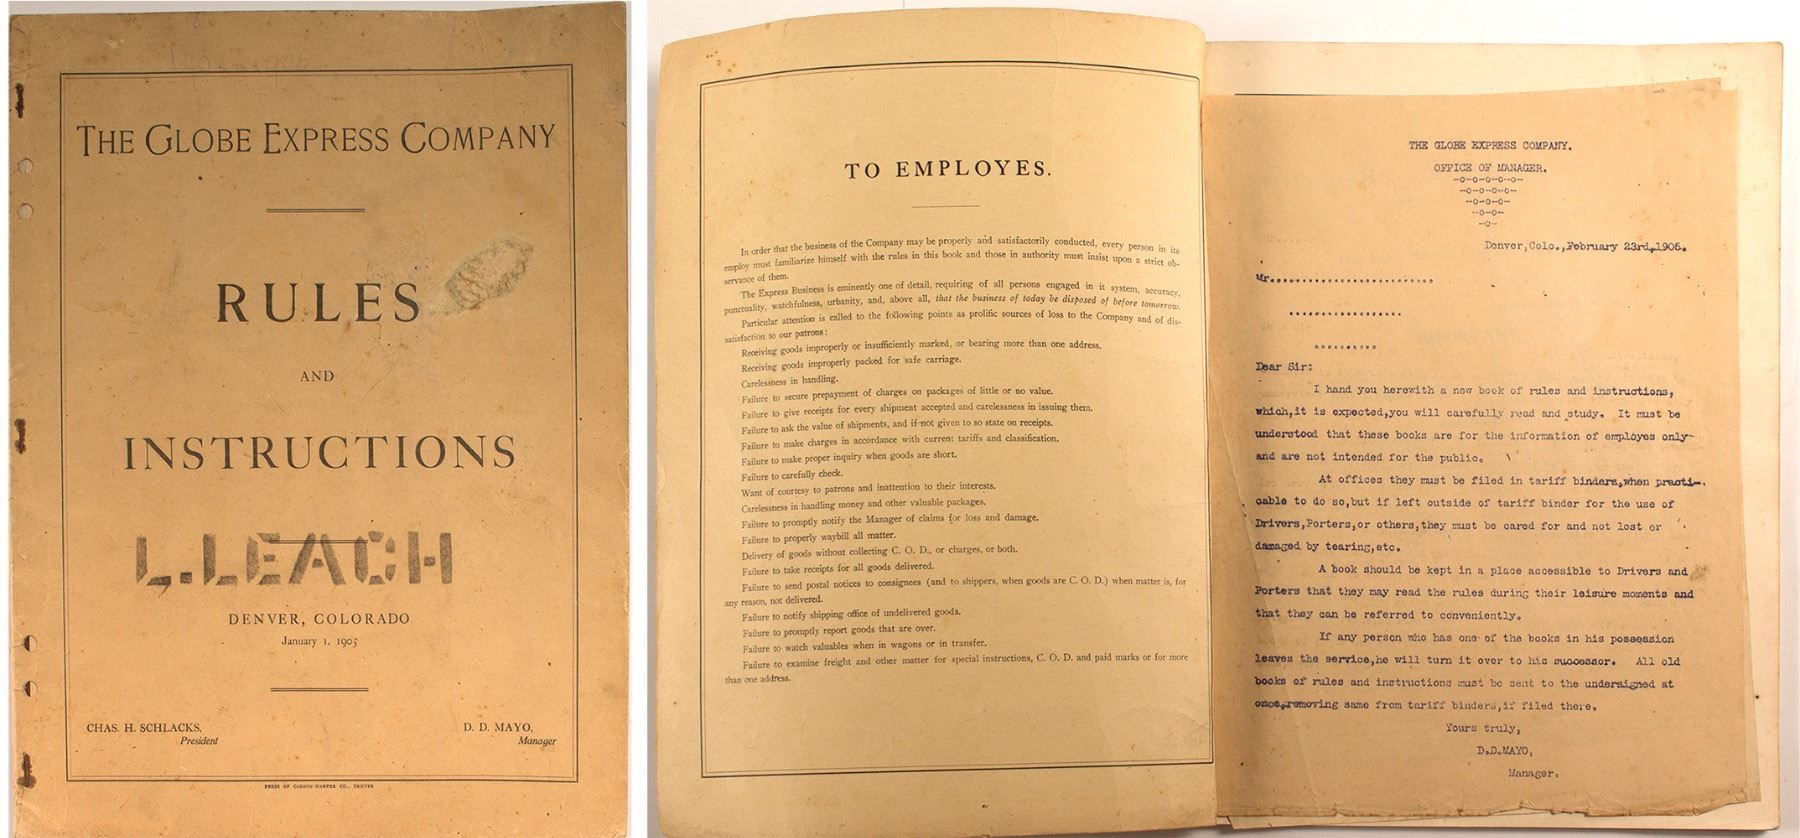 THE GLOBE EXPRESS COMPANY
RULES
AND
INSTRUCTIONS
L. LEACH
DENVER, COLORADO
January 1, 1905
CHAS. H. SCHLACKS,
President
D. D. MAYO,
Manager
PRESS OF CARSON-HARPER CO., DENVER
TO EMPLOYES.
In order that the business of the Company may be properly and satisfactorily conducted, every person in its
employ must familiarize himself with the rules in this book and those in authority must insist upon a strict ob-
servance of them.
The Express Business is eminently one of detail, requiring of all persons engaged in it system, accuracy,
punctuality, watchfulness, urbanity, and, above all, that the business of today be disposed of before tomorrow.
Particular attention is called to the following points as prolific sources of loss to the Company and of dis-
satisfaction to our patrons:
Receiving goods improperly or insufficiently marked, or bearing more than one address.
Receiving goods improperly packed for safe carriage.
Carelessness in handling.
Failure to secure prepayment of charges on packages of little or no value.
Failure to give receipts for every shipment accepted and carelessness in issuing them.
Failure to ask the value of shipments, and if not given to so state on receipts.
Failure to make charges in accordance with current tariffs and classification.
Failure to make proper inquiry when goods are short.
Failure to carefully check.
Want of courtesy to patrons and inattention to their interests.
Carelessness in handling money and other valuable packages.
Failure to promptly notify the Manager of claims for loss and damage.
Failure to properly waybill all matter.
Delivery of goods without collecting C. O. D., or charges, or both.
Failure to take receipts for all goods delivered.
Failure to send postal notices to consignees (and to shippers, when goods are C. O. D.) when matter is, for
any reason, not delivered.
Failure to notify shipping office of undelivered goods.
Failure to promptly report goods that are over.
Failure to watch valuables when in wagons or in transfer.
Failure to examine freight and other matter for special instructions, C. O. D. and paid marks or for more
than one address.
THE GLOBE EXPRESS COMPANY.
OFFICE OF MANAGER.
-o-o-o-o-o-
-o-o-o-o-
-o-o-o-
-o-o-
-o-
Denver,Colo.,February 23rd,1905.
Mr..........................
..................
..........
Dear Sir:
I hand you herewith a new book of rules and instructions,
which,it is expected,you will carefully read and study. It must be
understood that these books are for the information of employes only
and are not intended for the public.
At offices they must be filed in tariff binders,when practi-
cable to do so,but if left outside of tariff binder for the use of
Drivers,Porters,or others,they must be cared for and not lost or
damaged by tearing,etc.
A book should be kept in a place accessible to Drivers and
Porters that they may read the rules during their leisure moments and
that they can be referred to conveniently.
If any person who has one of the books in his possession
leaves the service,he will turn it over to his successor. All old
books of rules and instructions must be sent to the undersigned at
once,removing same from tariff binders,if filed there.
Yours truly,
D.D.MAYO,
Manager.